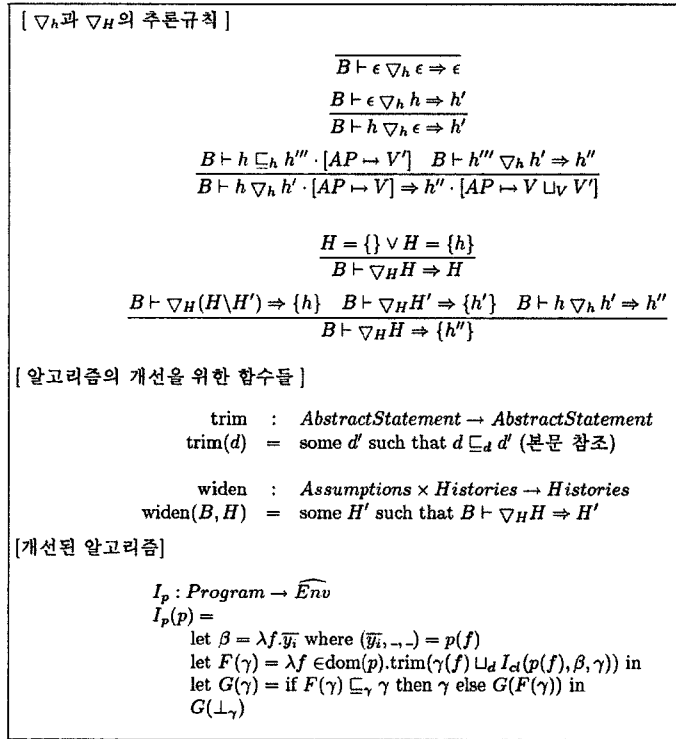 [ ▽h과 ▽H의 추론규칙 ]
B ⊢ ϵ ▽h ϵ ⇒ ϵ
B ⊢ ϵ ▽h h ⇒ h′
B ⊢ h ▽h ϵ ⇒ h′
B ⊢ h ⊑h h‴ · [AP ↦ V′] B ⊢ h‴ ▽h h′ ⇒ h″
B ⊢ h ▽h h′ · [AP ↦ V] ⇒ h″ · [AP ↦ V ⊔V V′]
H = {} ∨ H = {h}
B ⊢ ▽H H ⇒ H
B ⊢ ▽H(H\H′) ⇒ {h} B ⊢ ▽H H′ ⇒ {h′} B ⊢ h ▽h h′ ⇒ h″
B ⊢ ▽H H ⇒ {h″}
[ 알고리즘의 개선을 위한 함수들 ]
trim : AbstractStatement → AbstractStatement
trim(d) = some d′ such that d ⊑d d′ (본문 참조)
widen : Assumptions × Histories → Histories
widen(B, H) = some H′ such that B ⊢ ▽H H ⇒ H′
[개선된 알고리즘]
Ip : Program → Env̂
Ip(p) =
let β = λf.y̅i̅ where (y̅i̅, _, _) = p(f)
let F(γ) = λf ∈dom(p).trim(γ(f) ⊔d Icl(p(f), β, γ)) in
let G(γ) = if F(γ) ⊑γ γ then γ else G(F(γ)) in
G(⊥γ)